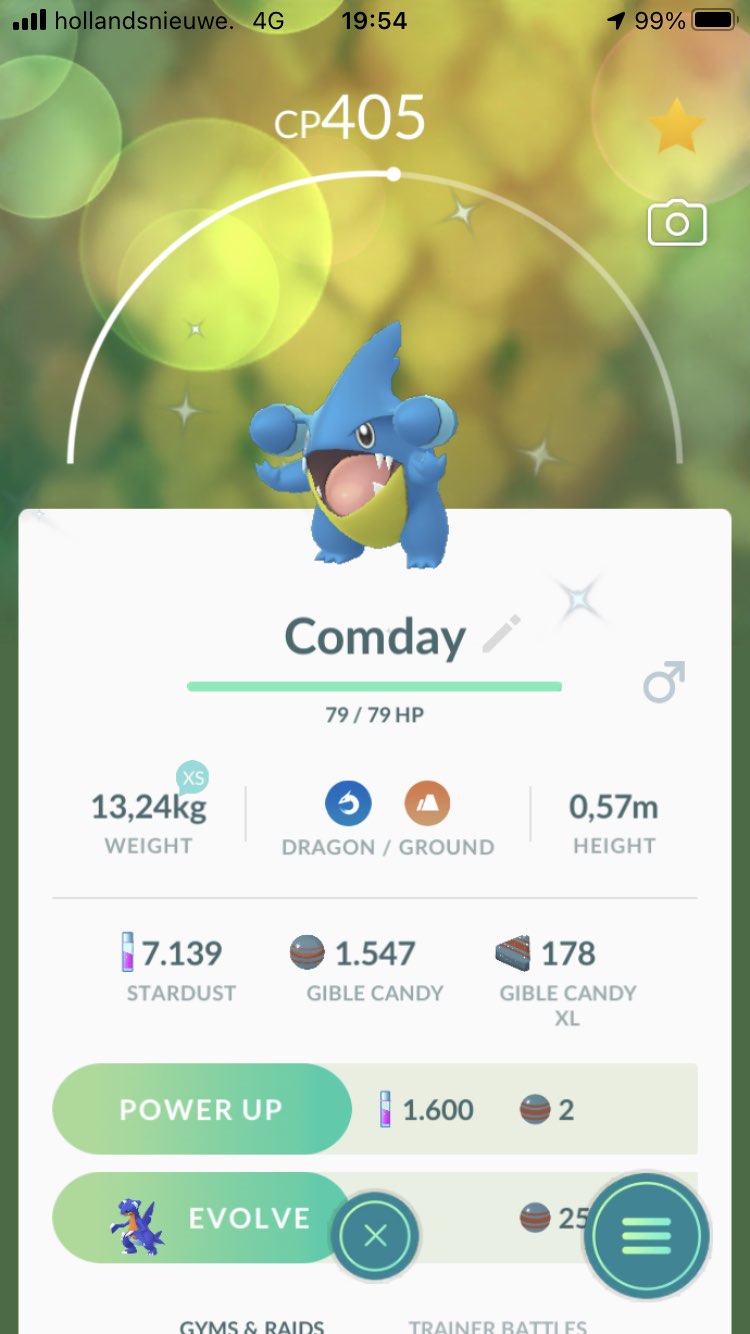 hollandsnieuwe. 4G 19:54 99%
CP405
Comday
79 / 79 HP
XS
13,24kg
WEIGHT
DRAGON / GROUND
0,57m
HEIGHT
7.139
STARDUST
1.547
GIBLE CANDY
178
GIBLE CANDY
XL
POWER UP 1.600 2
EVOLVE 25
GYMS & RAIDS TRAINER BATTLES